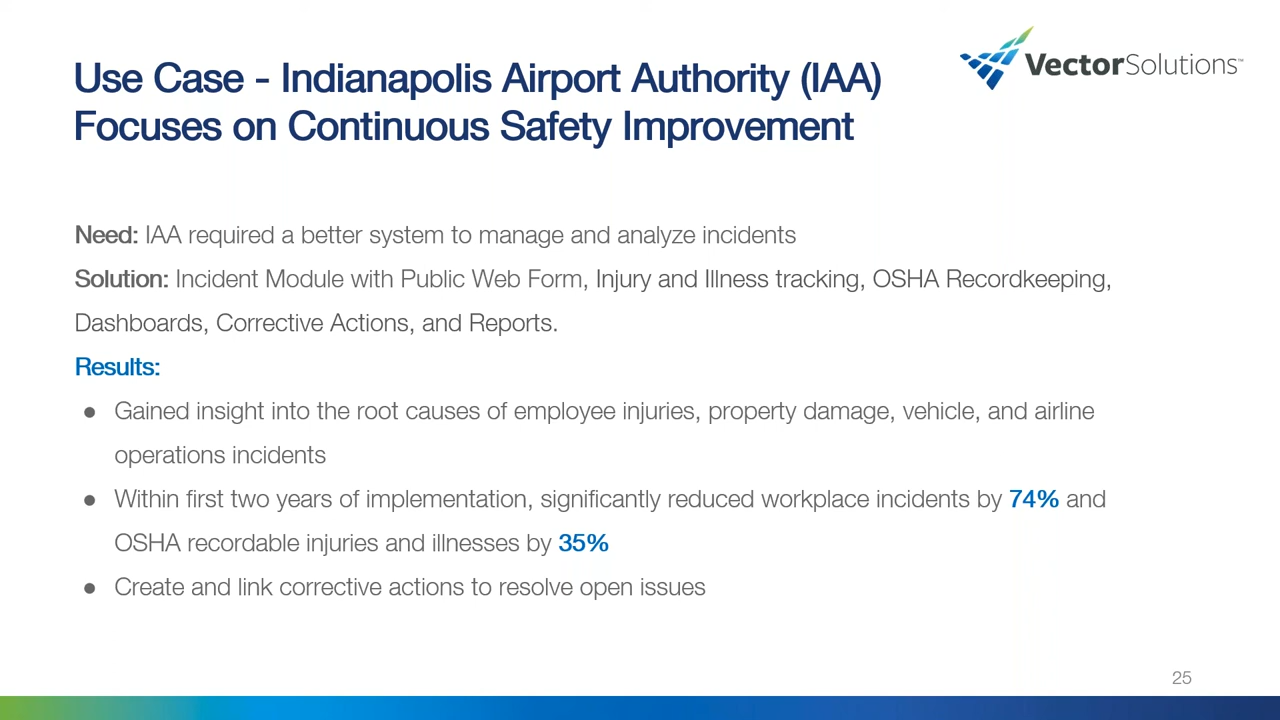 Use Case - Indianapolis Airport Authority (IAA)
Focuses on Continuous Safety Improvement
VectorSolutions™
Need: IAA required a better system to manage and analyze incidents
Solution: Incident Module with Public Web Form, Injury and Illness tracking, OSHA Recordkeeping,
Dashboards, Corrective Actions, and Reports.
Results:
● Gained insight into the root causes of employee injuries, property damage, vehicle, and airline
operations incidents
● Within first two years of implementation, significantly reduced workplace incidents by 74% and
OSHA recordable injuries and illnesses by 35%
● Create and link corrective actions to resolve open issues
25